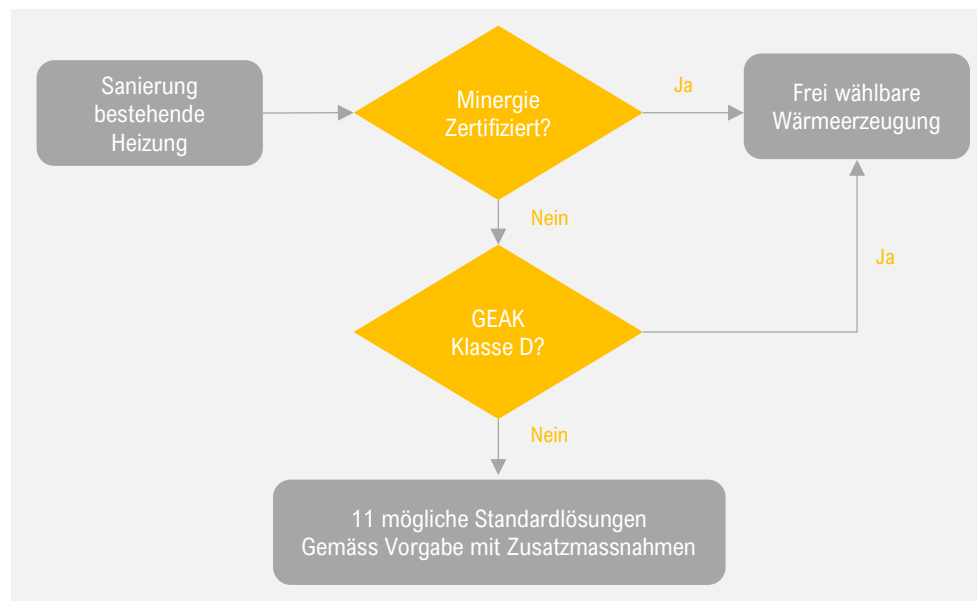 Sanierung
bestehende
Heizung
Minergie
Zertifiziert?
Ja
Frei wählbare
Wärmeerzeugung
Nein
Ja
GEAK
Klasse D?
Nein
11 mögliche Standardlösungen
Gemäss Vorgabe mit Zusatzmassnahmen